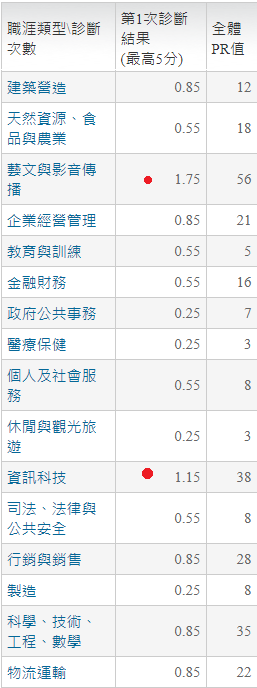 職涯類型\診斷次數 第1次診斷結果(最高5分) 全體PR值
建築營造 0.85 12
天然資源、食品與農業 0.55 18
藝文與影音傳播 1.75 56
企業經營管理 0.85 21
教育與訓練 0.55 5
金融財務 0.55 16
政府公共事務 0.25 7
醫療保健 0.25 3
個人及社會服務 0.55 8
休閒與觀光旅遊 0.25 3
資訊科技 1.15 38
司法、法律與公共安全 0.55 8
行銷與銷售 0.85 28
製造 0.25 8
科學、技術、工程、數學 0.85 35
物流運輸 0.85 22